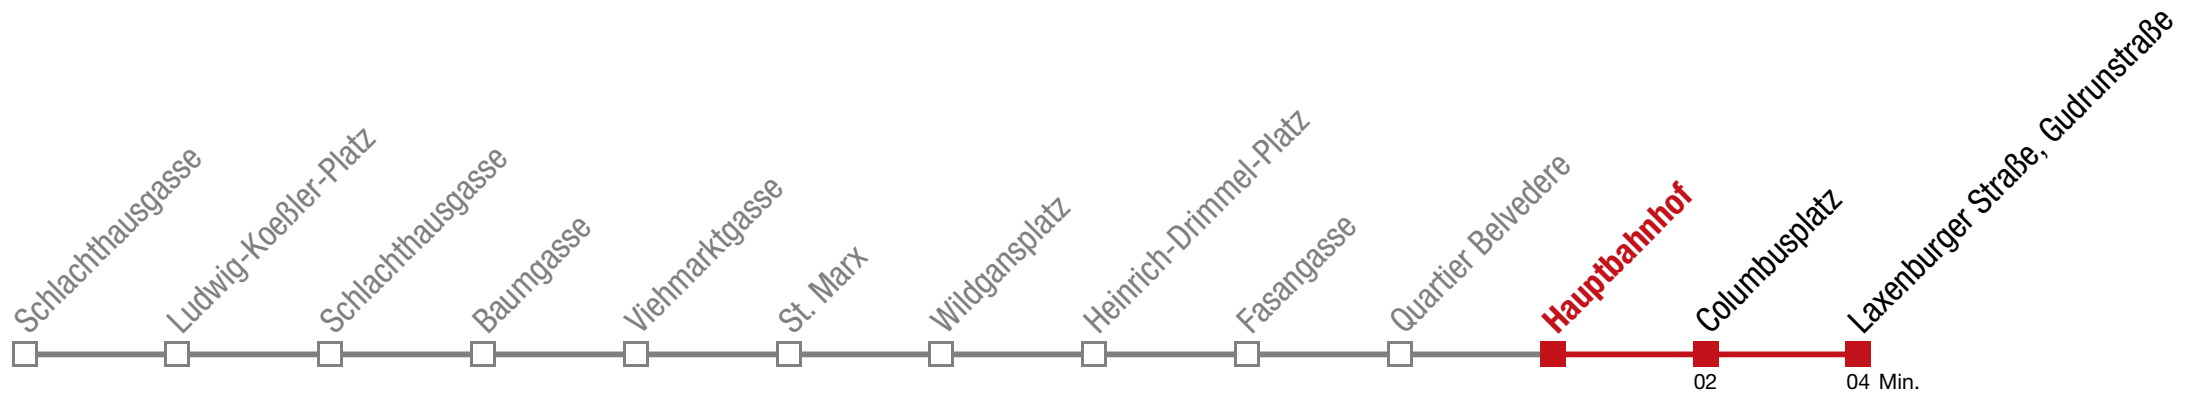 Schlachthausgasse
Ludwig-Koeßler-Platz
Schlachthausgasse
Baumgasse
Viehmarktgasse
St. Marx
Wildgansplatz
Heinrich-Drimmel-Platz
Fasangasse
Quartier Belvedere
Hauptbahnhof
Columbusplatz
Laxenburger Straße, Gudrunstraße
02 04 Min.